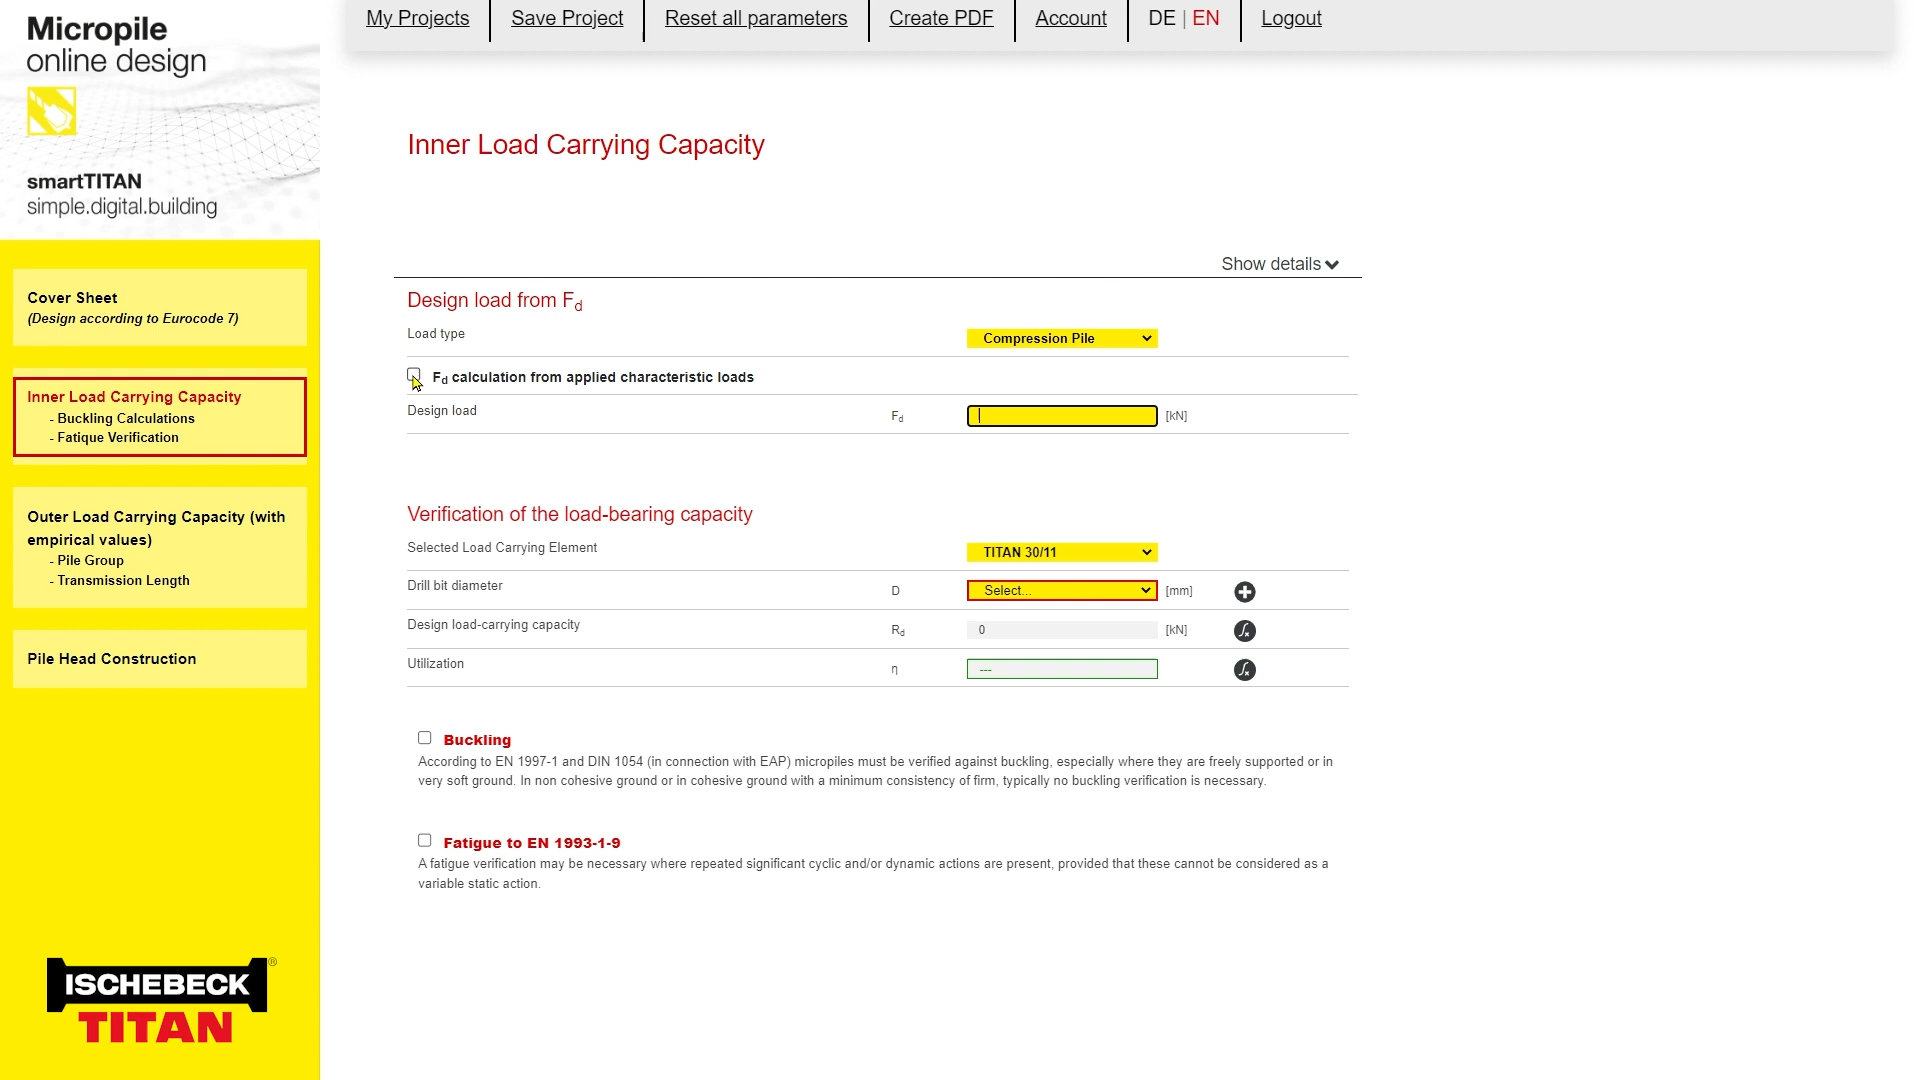 Micropile
online design
smartTITAN
simple.digital.building
My Projects
Save Project
Reset all parameters
Create PDF
Account
DE | EN
Logout
Cover Sheet
(Design according to Eurocode 7)
Inner Load Carrying Capacity
- Buckling Calculations
- Fatique Verification
Outer Load Carrying Capacity (with
empirical values)
- Pile Group
- Transmission Length
Pile Head Construction
ISCHEBECK®
TITAN
Inner Load Carrying Capacity
Show details
Design load from Fd
Load type
Compression Pile
Fd calculation from applied characteristic loads
Design load Fd [kN]
Verification of the load-bearing capacity
Selected Load Carrying Element
TITAN 30/11
Drill bit diameter D Select... [mm]
Design load-carrying capacity Rd 0 [kN]
Utilization η ---
Buckling
According to EN 1997-1 and DIN 1054 (in connection with EAP) micropiles must be verified against buckling, especially where they are freely supported or in
very soft ground. In non cohesive ground or in cohesive ground with a minimum consistency of firm, typically no buckling verification is necessary.
Fatigue to EN 1993-1-9
A fatigue verification may be necessary where repeated significant cyclic and/or dynamic actions are present, provided that these cannot be considered as a
variable static action.